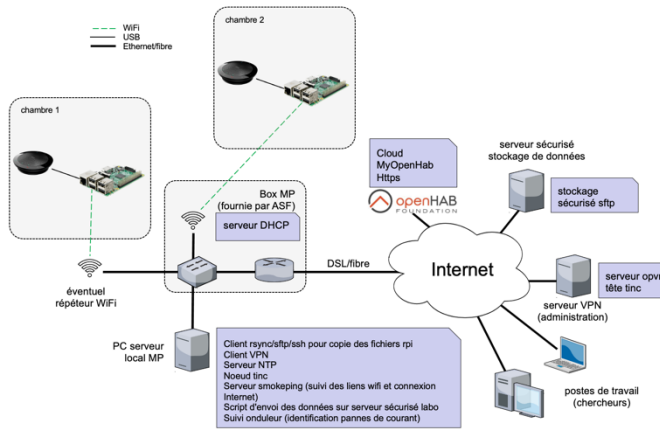 WiFi
USB
Ethernet/fibre
chambre 2
chambre 1
Box MP
(fournie par ASF)
serveur DHCP
éventuel
répéteur WiFi
DSL/fibre
Cloud
MyOpenHab
Https
openHAB
FOUNDATION
Internet
serveur sécurisé
stockage de données
stockage
sécurisé sftp
serveur opvn
tête tinc
serveur VPN
(administration)
postes de travail
(chercheurs)
PC serveur
local MP
Client rsync/sftp/ssh pour copie des fichiers rpi
Client VPN
Serveur NTP
Noeud tinc
Serveur smokeping (suivi des liens wifi et connexion
Internet)
Script d'envoi des données sur serveur sécurisé labo
Suivi onduleur (identification pannes de courant)